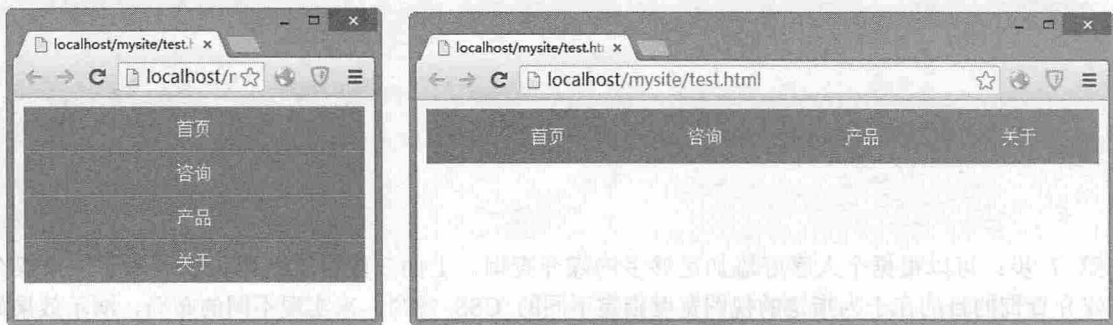 localhost/mysite/test.h
localhost/r
首页
咨询
产品
关于
localhost/mysite/test.ht
localhost/mysite/test.html
首页 咨询 产品 关于